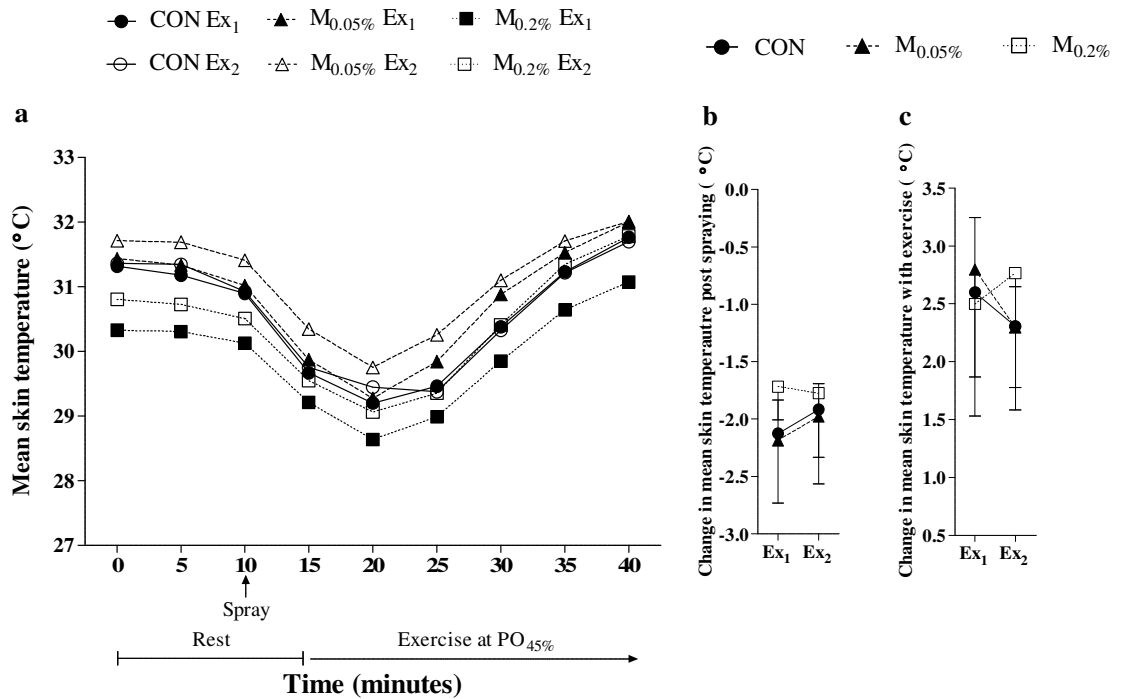 CON Ex1 M0.05% Ex1 M0.2% Ex1
CON Ex2 M0.05% Ex2 M0.2% Ex2
CON M0.05% M0.2%
a
Mean skin temperature (°C)
33
32
31
30
29
28
27
0 5 10 15 20 25 30 35 40
Spray
Rest Exercise at PO45%
Time (minutes)
b
Change in mean skin temperautre post spraying ( °C)
0.0
-0.5
-1.0
-1.5
-2.0
-2.5
-3.0
Ex1 Ex2
c
Change in mean skin temperature with exercise ( °C)
3.5
3.0
2.5
2.0
1.5
1.0
0.5
Ex1 Ex2